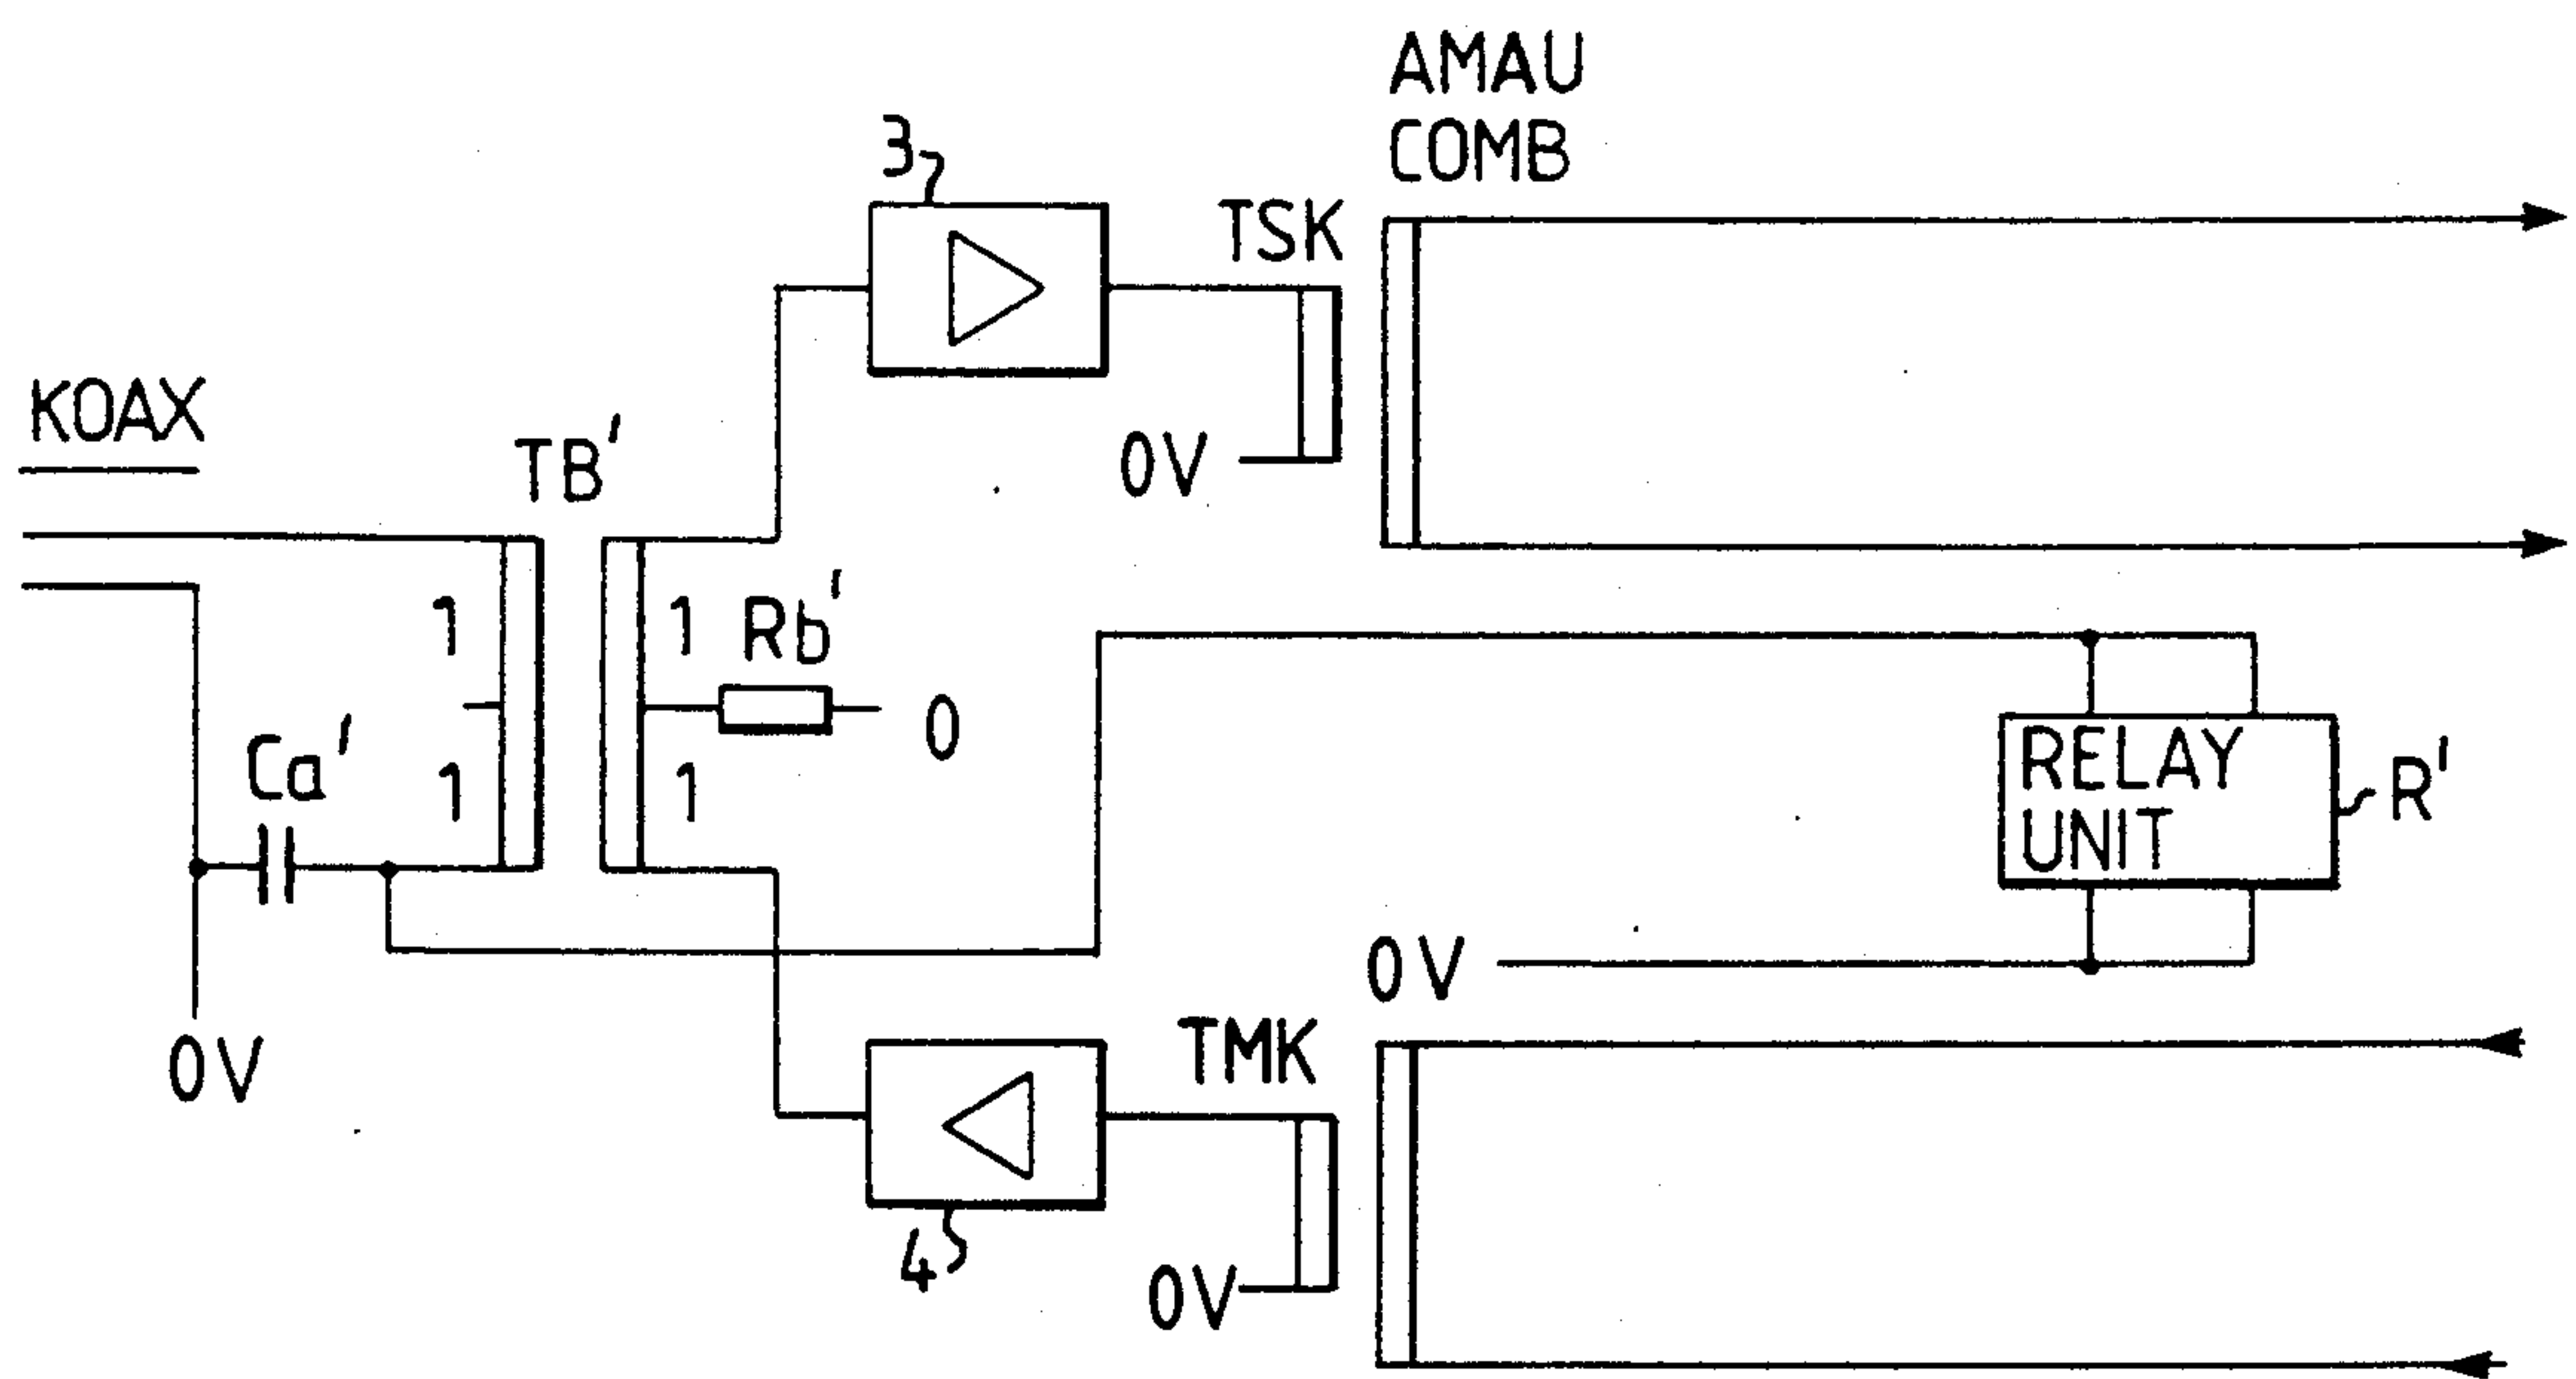 AMAU
COMB
3
TSK
KOAX
TB'
0V
1
1
Rb'
0
Ca'
1
1
RELAY
UNIT
R'
0V
0V
TMK
4
0V